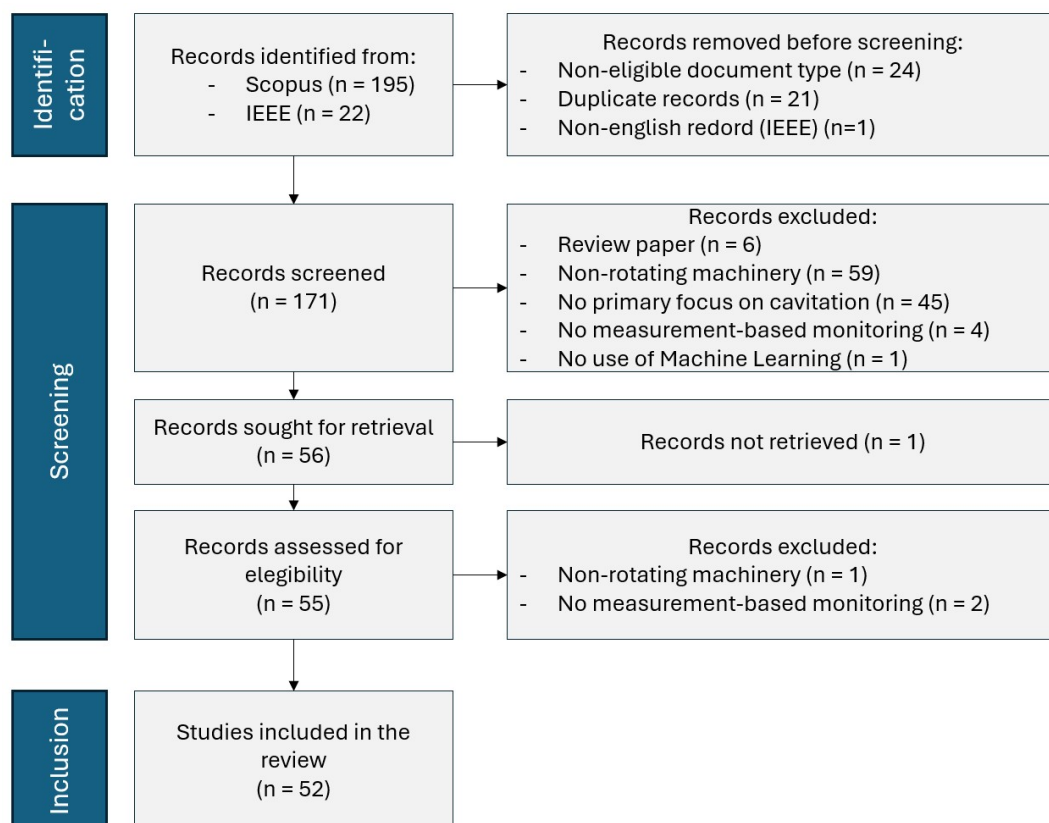 Identifi-
cation
Records identified from:
- Scopus (n = 195)
- IEEE (n = 22)
Records removed before screening:
- Non-eligible document type (n = 24)
- Duplicate records (n = 21)
- Non-english redord (IEEE) (n=1)
Screening
Records screened
(n = 171)
Records excluded:
- Review paper (n = 6)
- Non-rotating machinery (n = 59)
- No primary focus on cavitation (n = 45)
- No measurement-based monitoring (n = 4)
- No use of Machine Learning (n = 1)
Records sought for retrieval
(n = 56)
Records not retrieved (n = 1)
Records assessed for
elegibility
(n = 55)
Records excluded:
- Non-rotating machinery (n = 1)
- No measurement-based monitoring (n = 2)
Inclusion
Studies included in the
review
(n = 52)